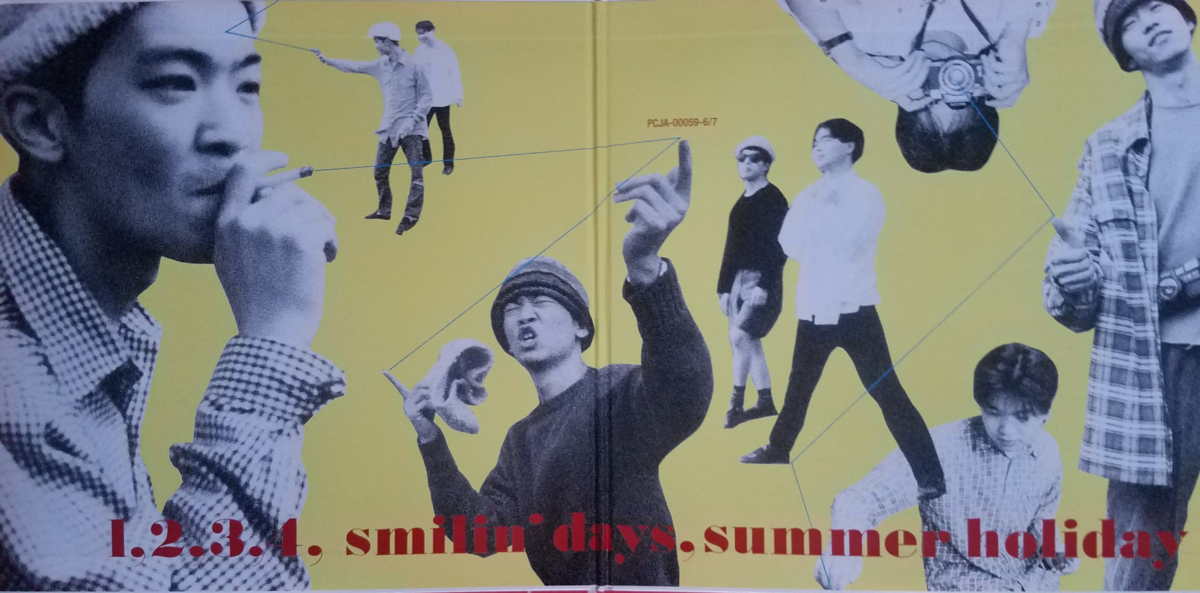 PCJA-00059-6/7
1,2,3,4, smilin' days, summer holiday